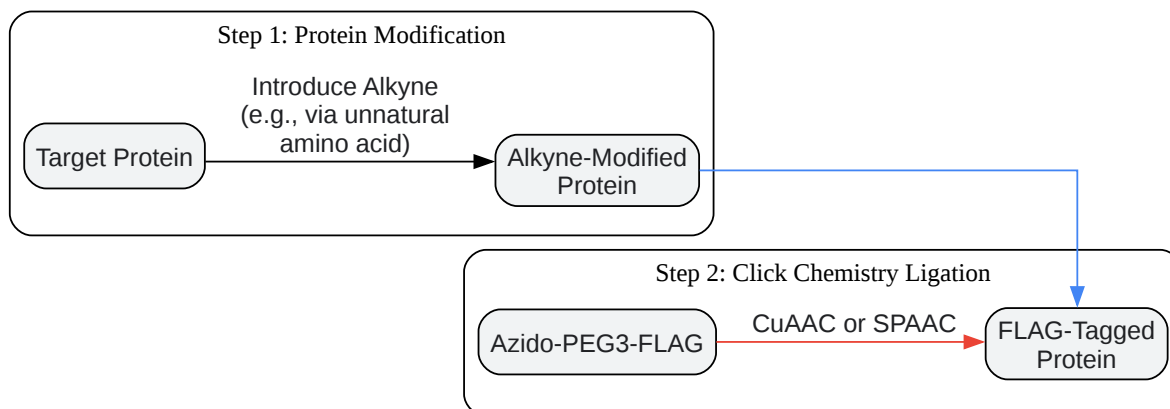 Step 1: Protein Modification
Introduce Alkyne
(e.g., via unnatural
amino acid)
Target Protein
Alkyne-Modified
Protein
Step 2: Click Chemistry Ligation
Azido-PEG3-FLAG
CuAAC or SPAAC
FLAG-Tagged
Protein